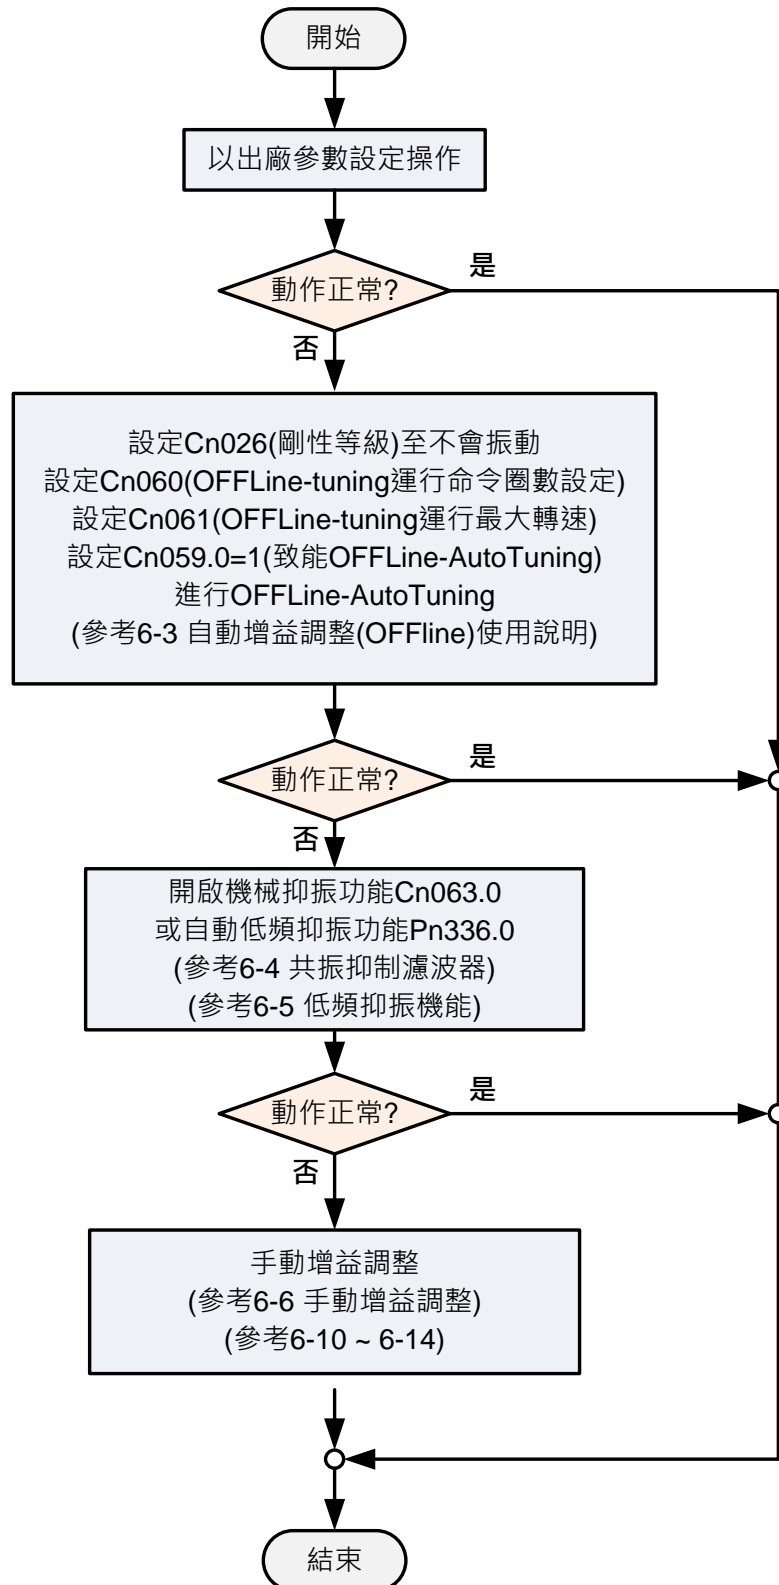 開始
以出廠參數設定操作
動作正常?
是
否
設定Cn026(剛性等級)至不會振動
設定Cn060(OFFLine-tuning運行命令圈數設定)
設定Cn061(OFFLine-tuning運行最大轉速)
設定Cn059.0=1(致能OFFLine-AutoTuning)
進行OFFLine-AutoTuning
(參考6-3 自動增益調整(OFFline)使用說明)
動作正常?
是
否
開啟機械抑振功能Cn063.0
或自動低頻抑振功能Pn336.0
(參考6-4 共振抑制濾波器)
(參考6-5 低頻抑振機能)
動作正常?
是
否
手動增益調整
(參考6-6 手動增益調整)
(參考6-10 ~ 6-14)
結束